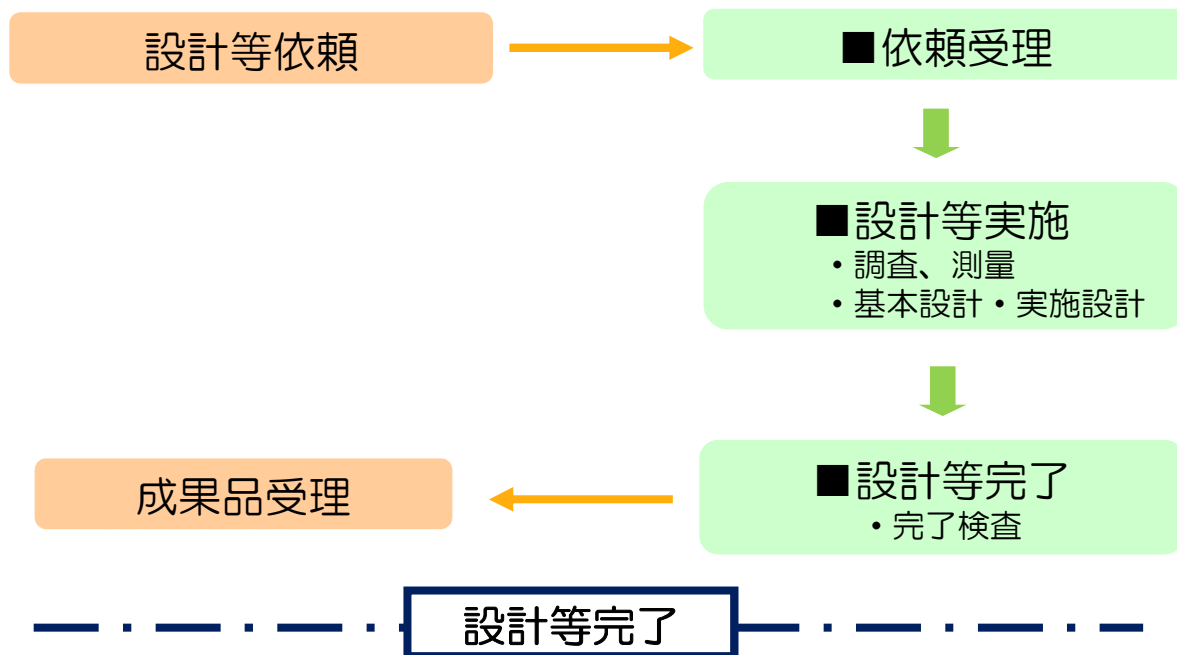 設計等依頼
■依頼受理
■設計等実施
・調査、測量
・基本設計・実施設計
■設計等完了
・完了検査
成果品受理
設計等完了